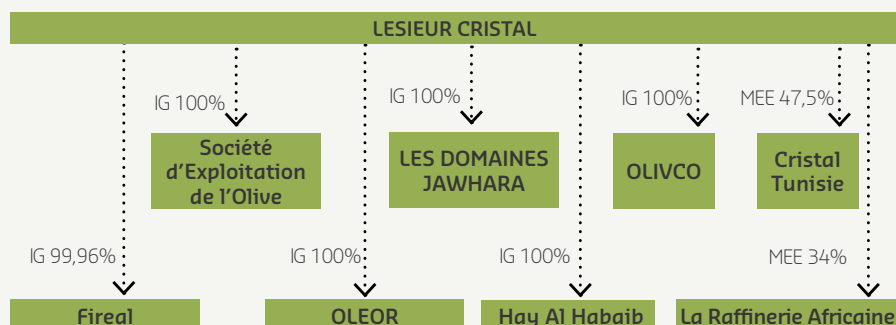 LESIEUR CRISTAL
IG 100%
IG 100%
IG 100%
MEE 47,5%
Société
d’Exploitation
de l’Olive
LES DOMAINES
JAWHARA
OLIVCO
Cristal
Tunisie
IG 99,96%
IG 100%
IG 100%
MEE 34%
Fireal
OLEOR
Hay Al Habaib
La Raffinerie Africaine